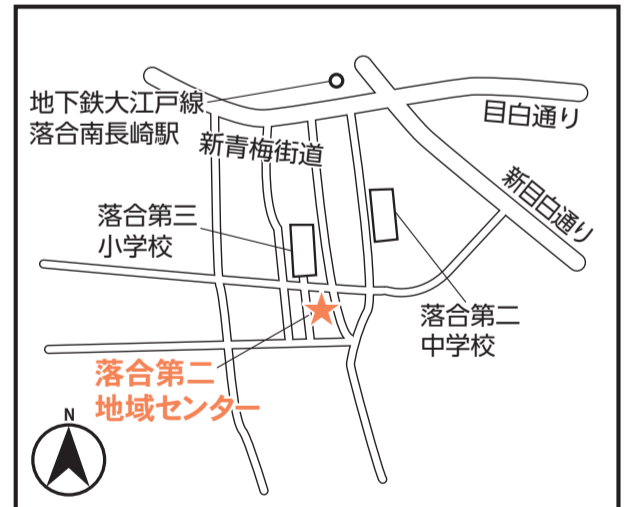 地下鉄大江戸線
落合南長崎駅
新青梅街道
目白通り
新目白通り
落合第三
小学校
落合第二
中学校
落合第二
地域センター
N